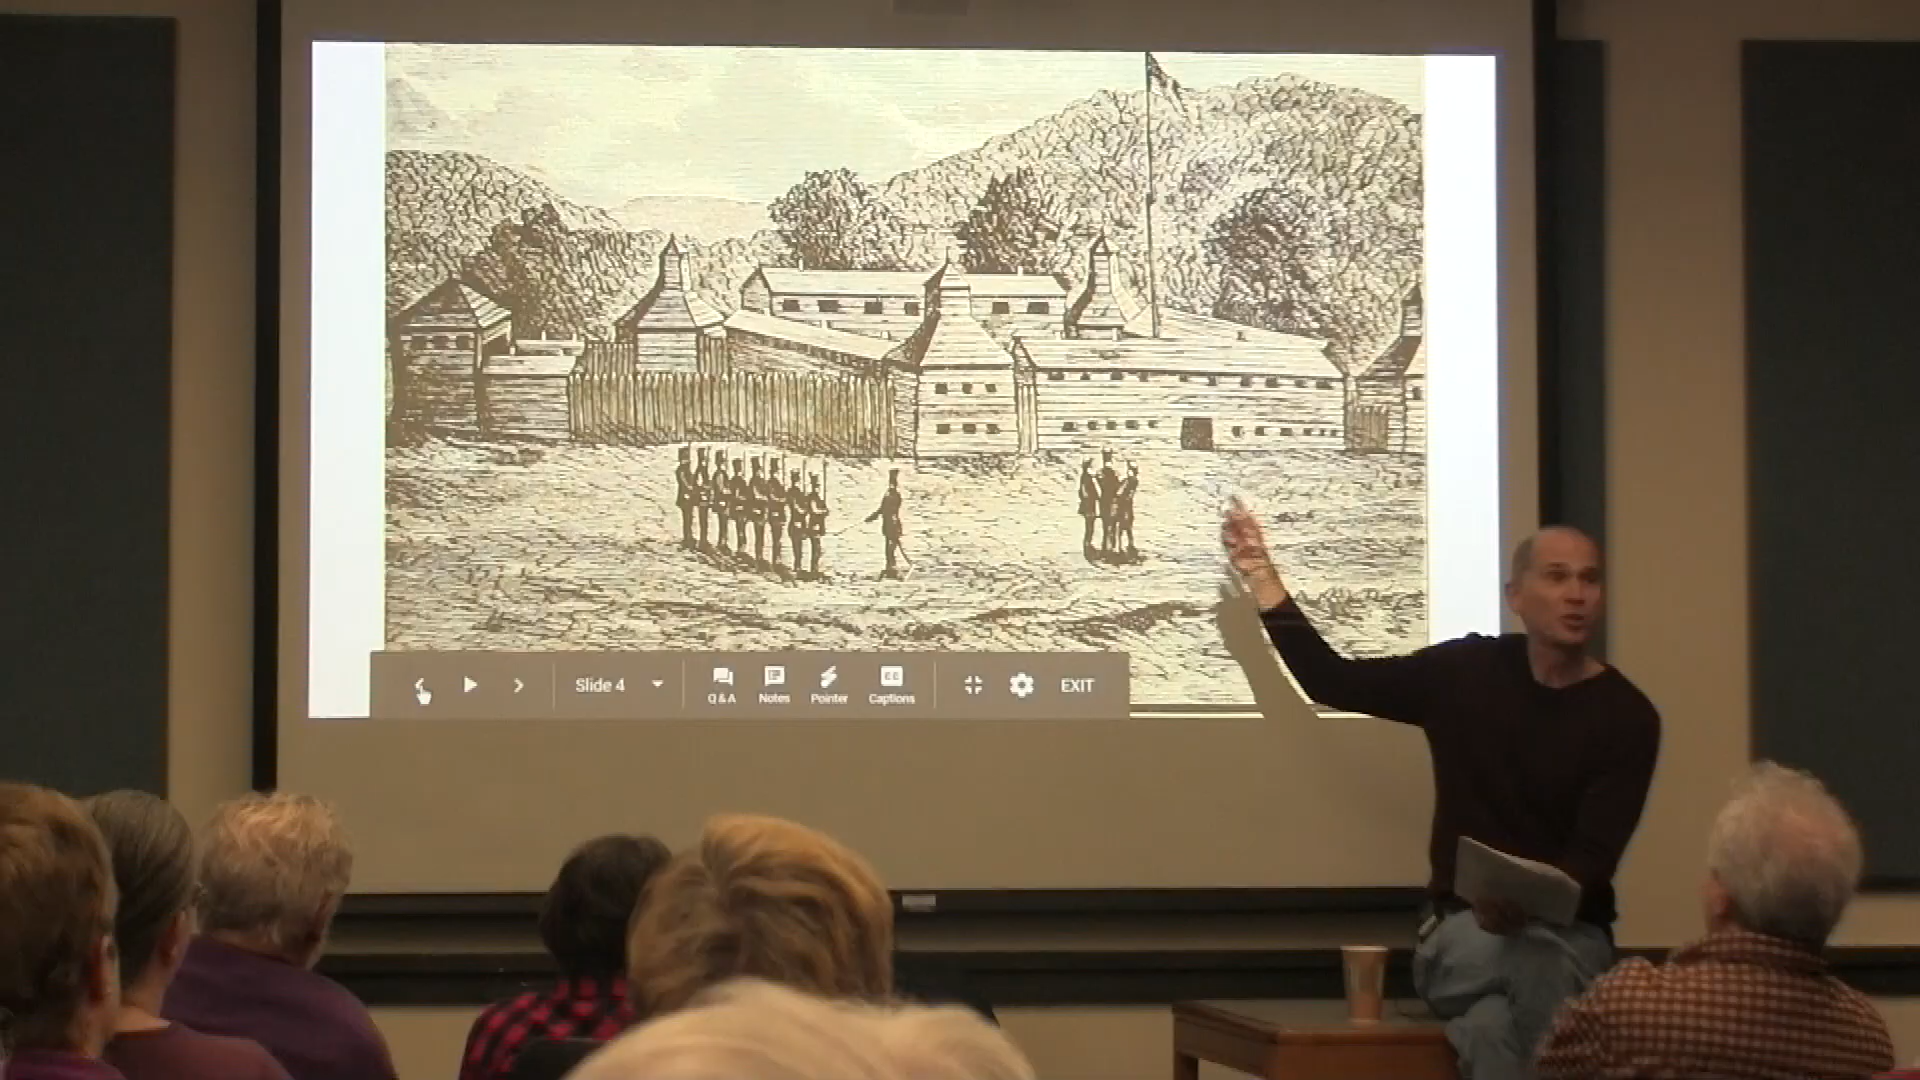 Slide 4
Q & A
Notes
Pointer
CC
Captions
EXIT